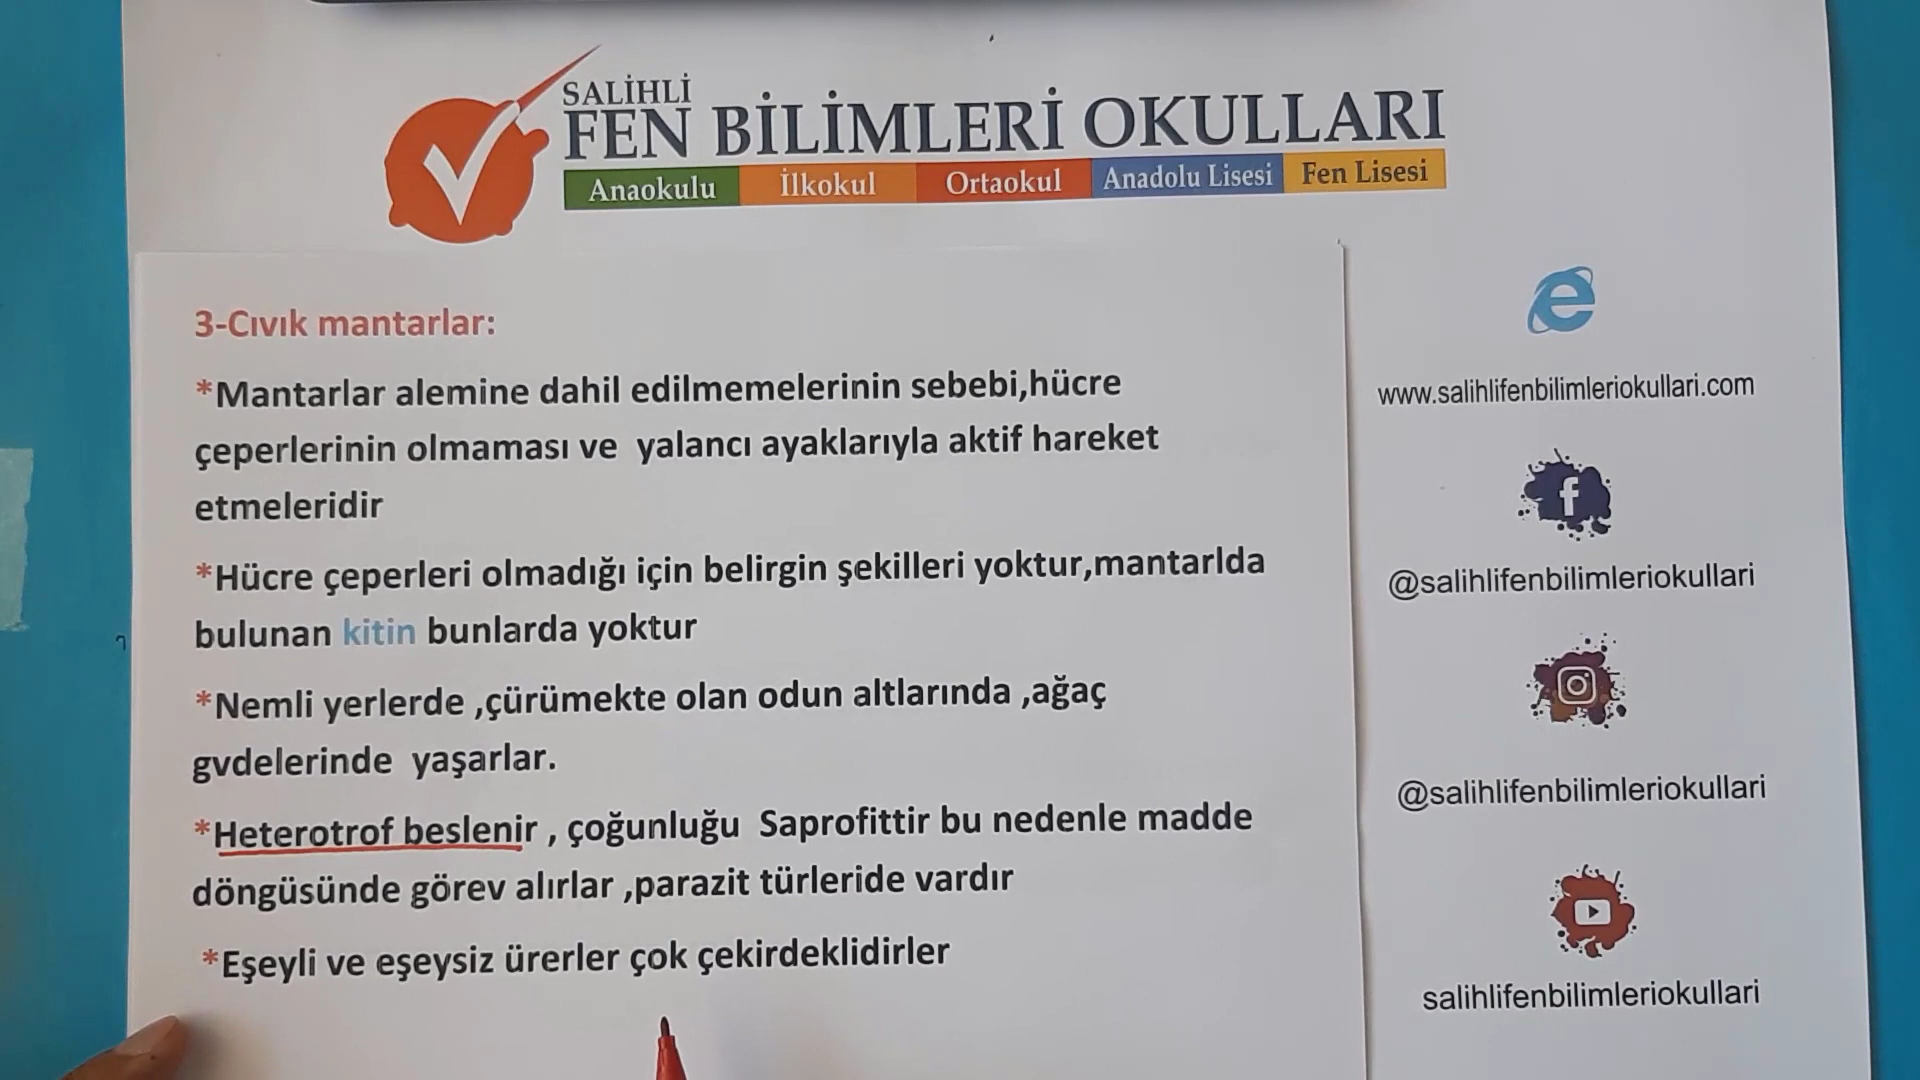 SALİHLİ
FEN BİLİMLERİ OKULLARI
Anaokulu İlkokul Ortaokul Anadolu Lisesi Fen Lisesi
3-Cıvık mantarlar:
*Mantarlar alemine dahil edilmemelerinin sebebi,hücre
çeperlerinin olmaması ve yalancı ayaklarıyla aktif hareket
etmeleridir
*Hücre çeperleri olmadığı için belirgin şekilleri yoktur,mantarlda
bulunan kitin bunlarda yoktur
*Nemli yerlerde ,çürümekte olan odun altlarında ,ağaç
gvdelerinde yaşarlar.
*Heterotrof beslenir , çoğunluğu Saprofittir bu nedenle madde
döngüsünde görev alırlar ,parazit türleride vardır
*Eşeyli ve eşeysiz ürerler çok çekirdeklidirler
www.salihlifenbilimleriokullari.com
@salihlifenbilimleriokullari
@salihlifenbilimleriokullari
salihlifenbilimleriokullari